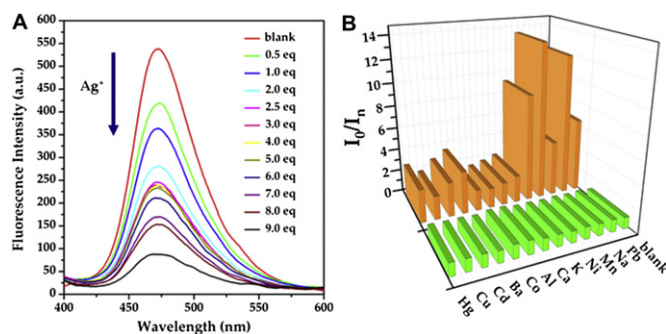 A
Fluorescence Intensity (a.u.)
600
550
500
450
400
350
300
250
200
150
100
50
0
Ag⁺
blank
0.5 eq
1.0 eq
2.0 eq
2.5 eq
3.0 eq
4.0 eq
5.0 eq
6.0 eq
7.0 eq
8.0 eq
9.0 eq
400
450
500
550
600
Wavelength (nm)
B
I₀/Iₙ
14
12
10
8
6
4
2
0
Hg
Cu
Cd
Ba
Co
Al
Ca
K
Ni
Mn
Na
Pb
blank